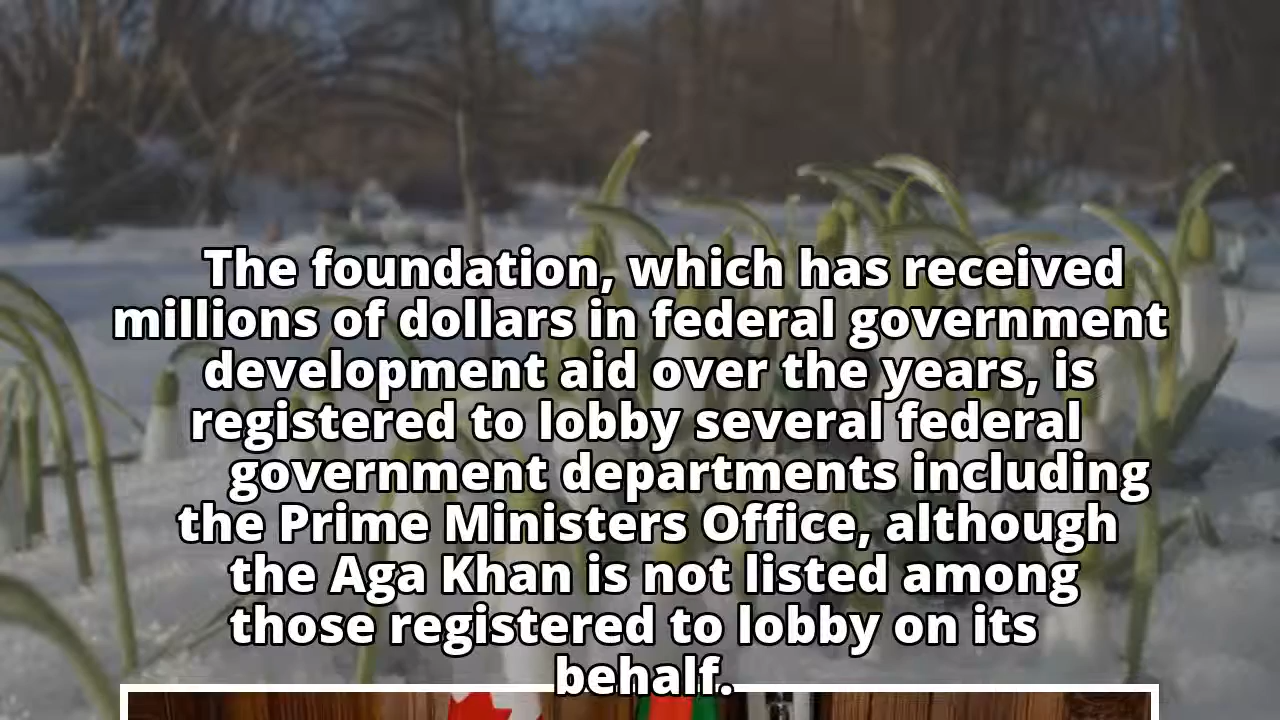 The foundation, which has received
millions of dollars in federal government
development aid over the years, is
registered to lobby several federal
government departments including
the Prime Ministers Office, although
the Aga Khan is not listed among
those registered to lobby on its
behalf.